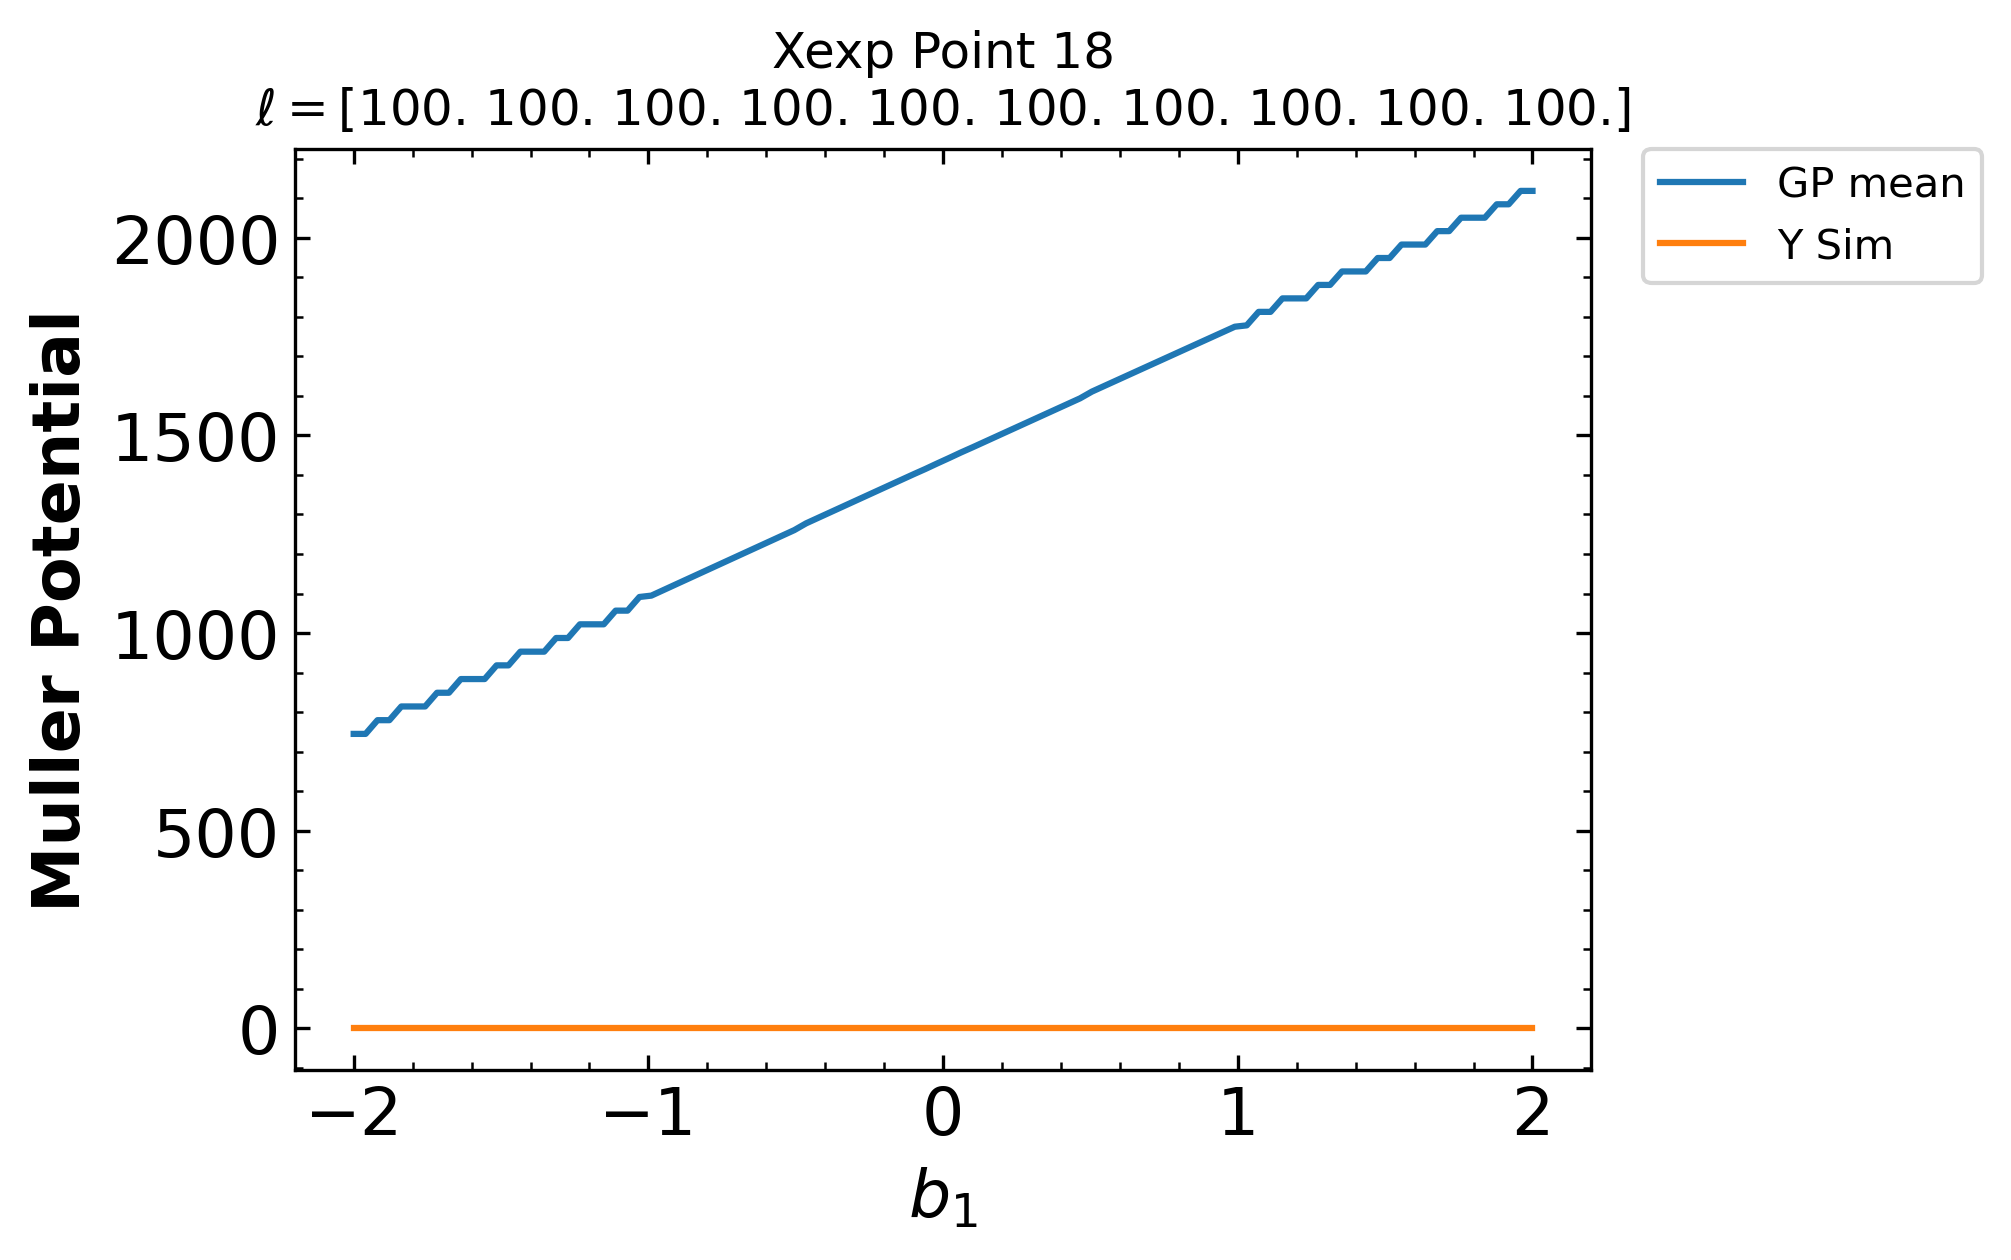 Xexp Point 18
ℓ = [100. 100. 100. 100. 100. 100. 100. 100. 100. 100.]
GP mean
Y Sim
Muller Potential
2000
1500
1000
500
0
−2 −1 0 1 2
b₁